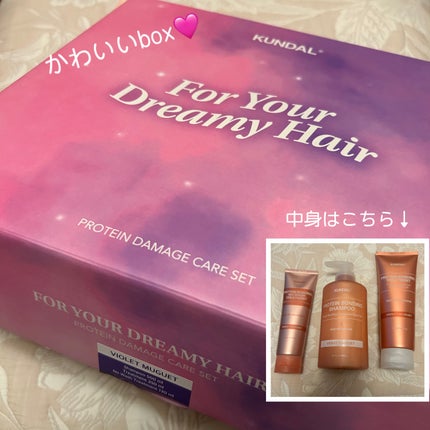 かわいいbox🩷
KUNDAL
For Your
Dreamy Hair
PROTEIN DAMAGE CARE SET
中身はこちら↓
FOR YOUR DREAMY HAIR
PROTEIN DAMAGE CARE SET
VIOLET MUGUET
KUNDAL
PROTEIN BONDING
SHAMPOO